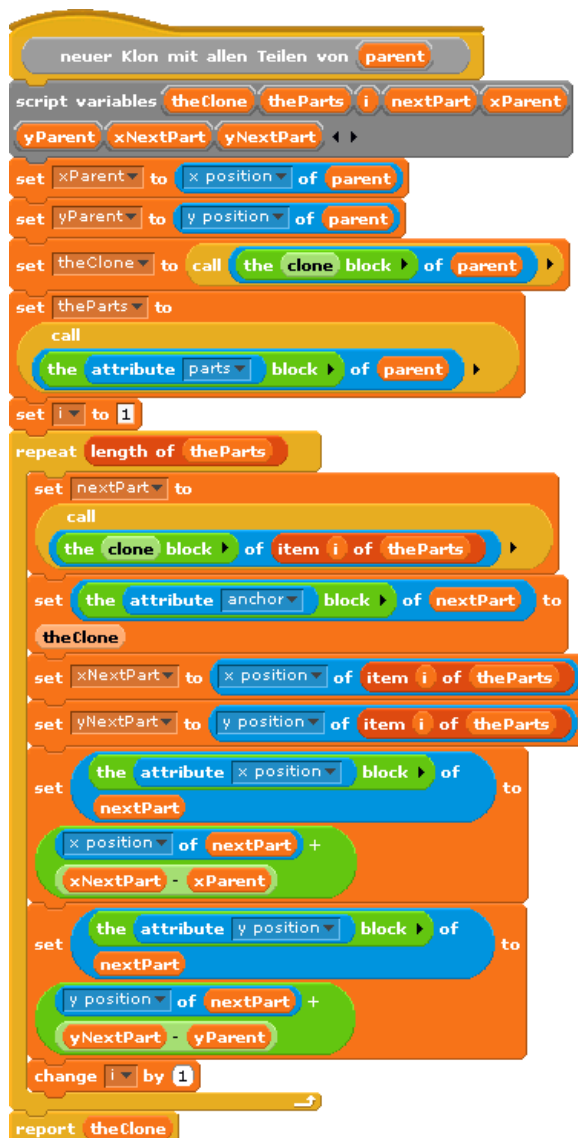 neuer Klon mit allen Teilen von parent
script variables theClone theParts i nextPart xParent
yParent xNextPart yNextPart
set xParent to x position of parent
set yParent to y position of parent
set theClone to call the clone block of parent
set theParts to
call
the attribute parts block of parent
set i to 1
repeat length of theParts
set nextPart to
call
the clone block of item i of theParts
set the attribute anchor block of nextPart to
theClone
set xNextPart to x position of item i of theParts
set yNextPart to y position of item i of theParts
the attribute x position block of
set to
nextPart
x position of nextPart +
xNextPart - xParent
the attribute y position block of
set to
nextPart
y position of nextPart +
yNextPart - yParent
change i by 1
report theClone